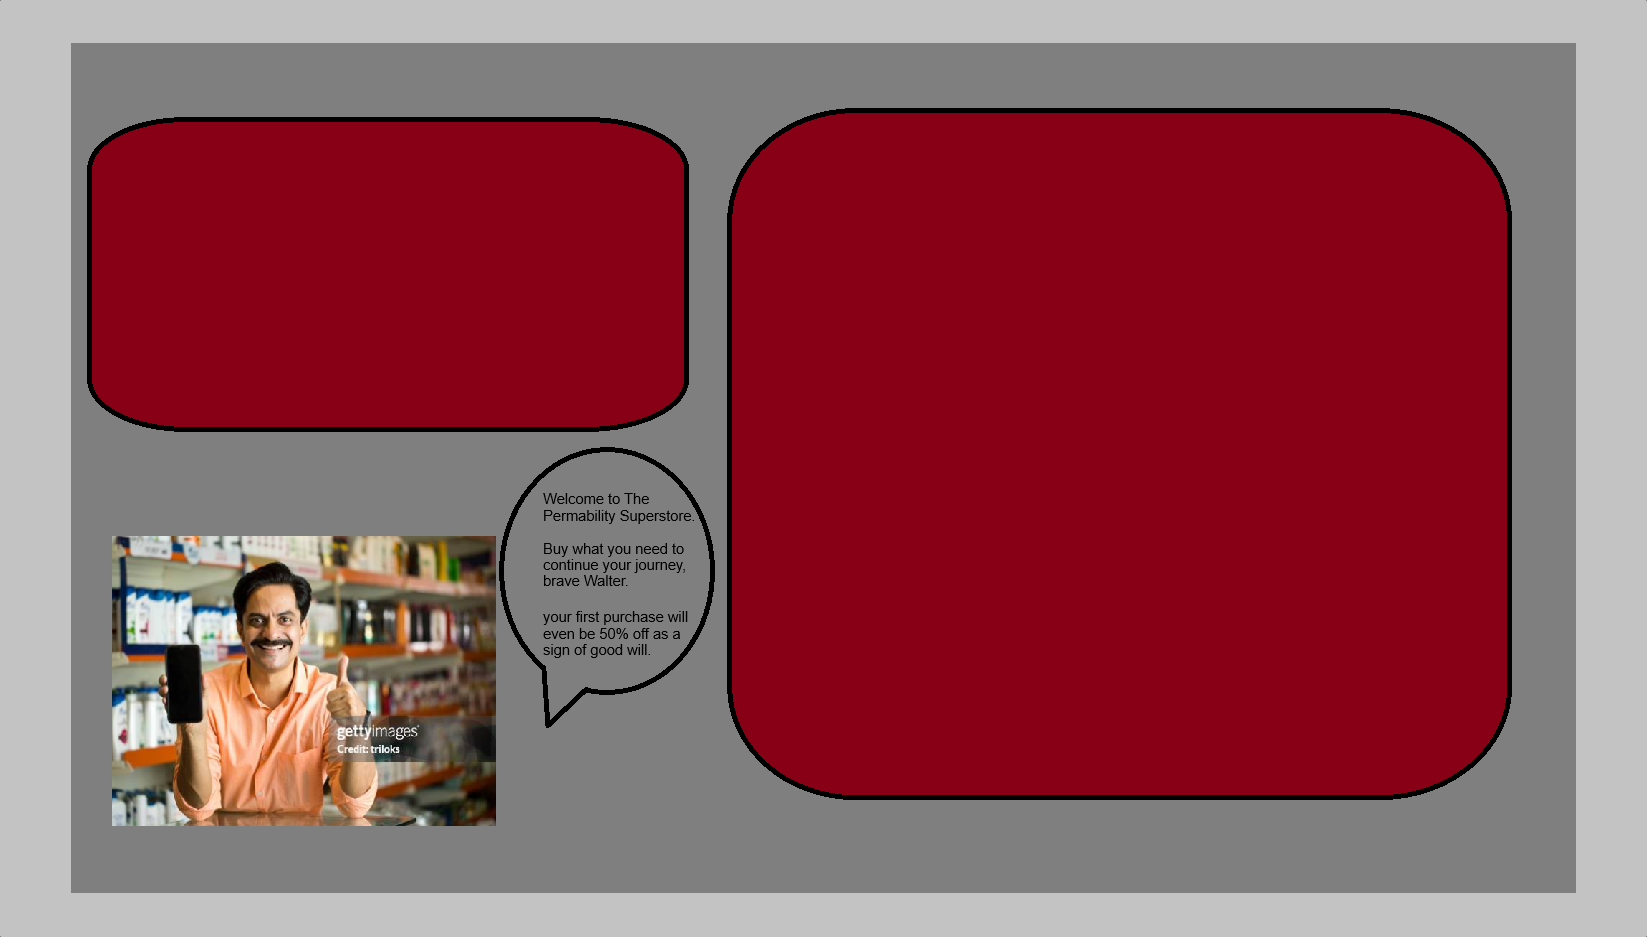 Welcome to The
Permability Superstore.
Buy what you need to
continue your journey,
brave Walter.
your first purchase will
even be 50% off as a
sign of good will.
gettyimages
Credit: triloks